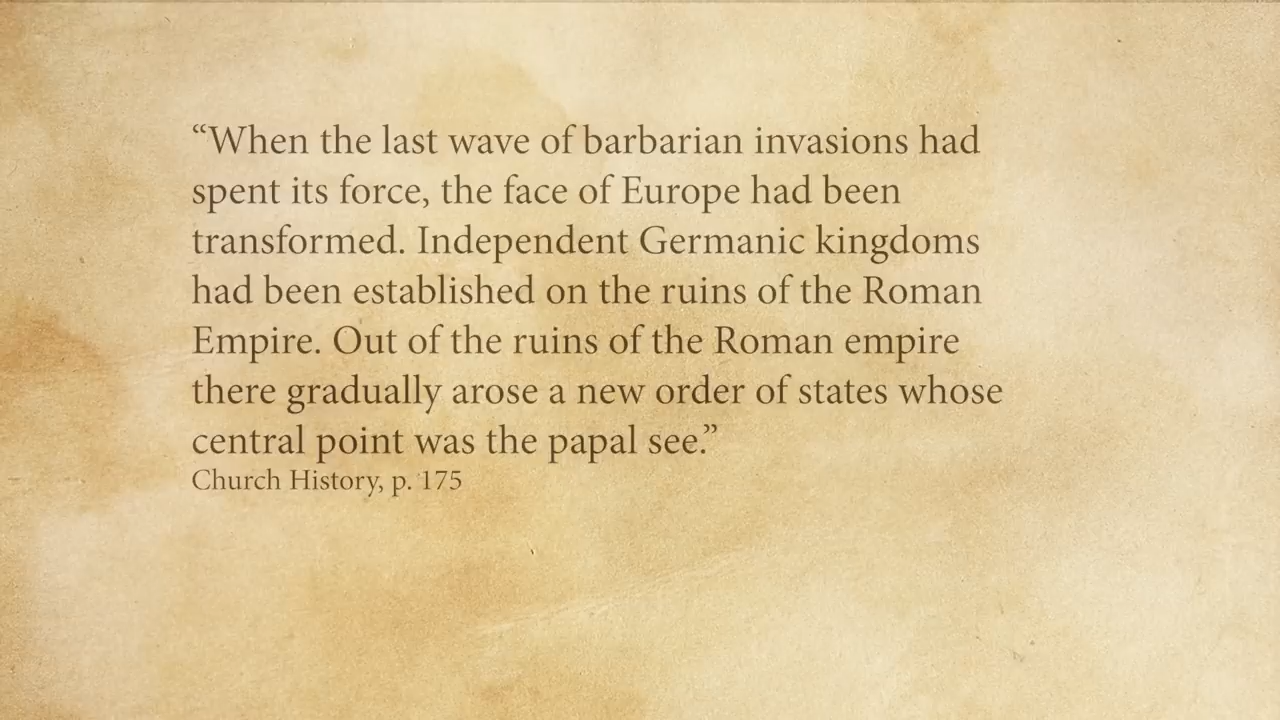 “When the last wave of barbarian invasions had
spent its force, the face of Europe had been
transformed. Independent Germanic kingdoms
had been established on the ruins of the Roman
Empire. Out of the ruins of the Roman empire
there gradually arose a new order of states whose
central point was the papal see.”
Church History, p. 175